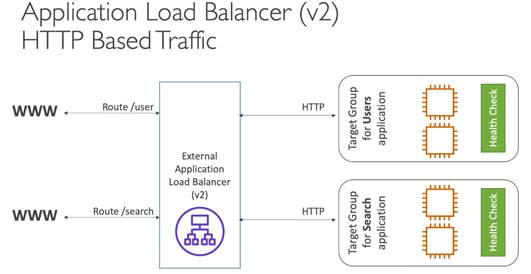 Application Load Balancer (v2)
HTTP Based Traffic
WWW
Route /user
HTTP
Target Group
for Users
application
Health Check
External
Application
Load Balancer
(v2)
WWW
Route /search
HTTP
Target Group
for Search
application
Health Check